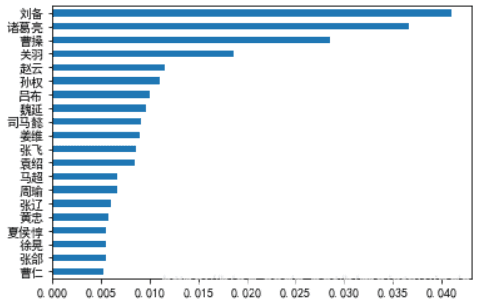 刘备
诸葛亮
曹操
关羽
赵云
孙权
吕布
魏延
司马懿
姜维
张飞
袁绍
马超
周瑜
张辽
黄忠
夏侯惇
徐晃
张郃
曹仁
0.000 0.005 0.010 0.015 0.020 0.025 0.030 0.035 0.040